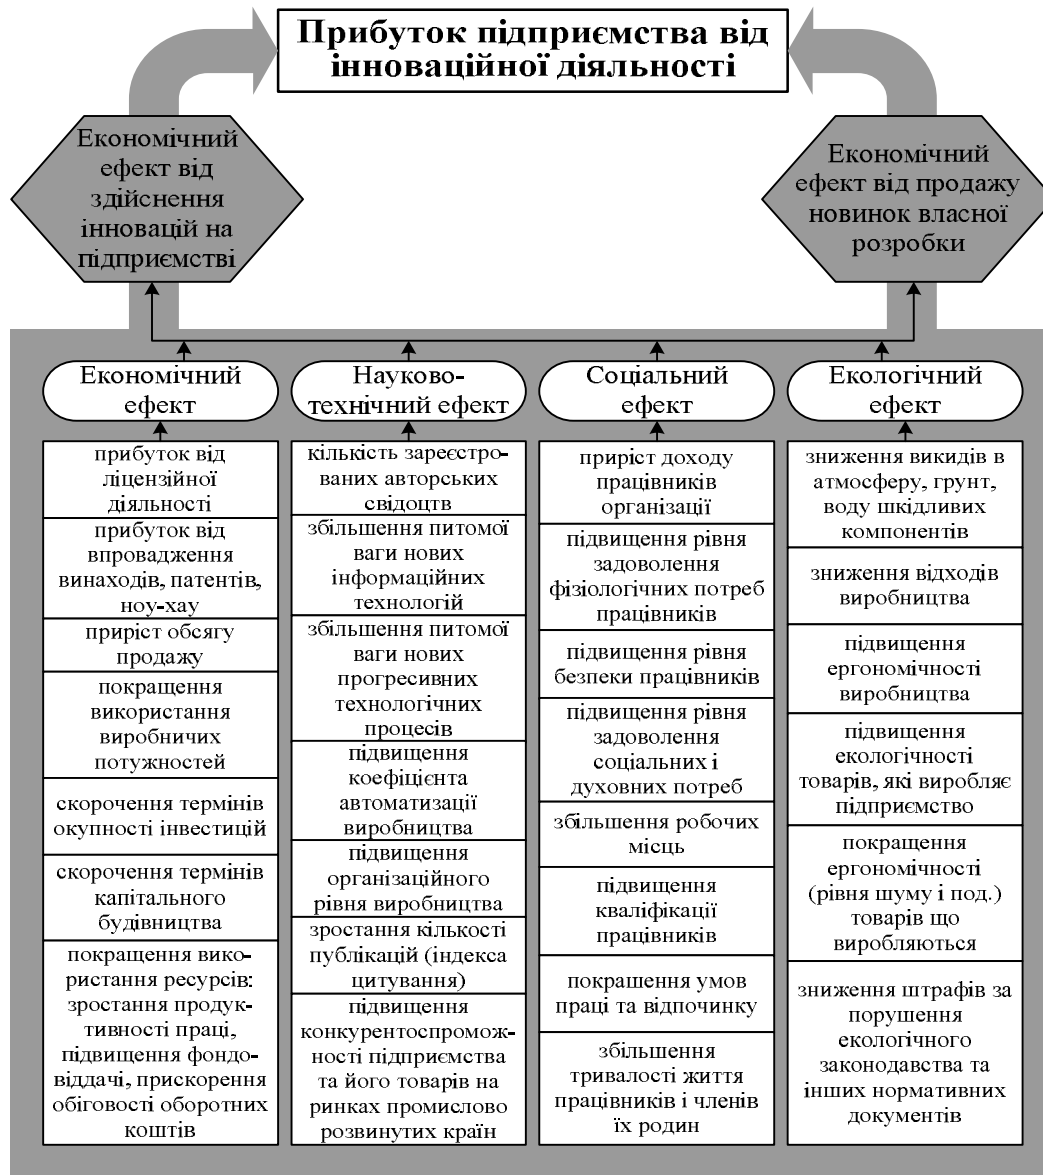 Прибуток підприємства від
інноваційної діяльності
Економічний
ефект від
здійснення
інновацій на
підприємстві
Економічний
ефект від продажу
новинок власної
розробки
Економічний
ефект
прибуток від
ліцензійної
діяльності
прибуток від
впровадження
винаходів, патентів,
ноу-хау
приріст обсягу
продажу
покращення
використання
виробничих
потужностей
скорочення термінів
окупності інвестицій
скорочення термінів
капітального
будівництва
покращення вико-
ристання ресурсів:
зростання продук-
тивності праці,
підвищення фондо-
віддачі, прискорення
обіговості оборотних
коштів
Науково-
технічний ефект
кількість зареєстро-
ваних авторських
свідоцтв
збільшення питомої
ваги нових
інформаційних
технологій
збільшення питомої
ваги нових
прогресивних
технологічних
процесів
підвищення
коефіцієнта
автоматизації
виробництва
підвищення
організаційного
рівня виробництва
зростання кількості
публікацій (індекса
цитування)
підвищення
конкурентоспромож-
ності підприємства
та його товарів на
ринках промислово
розвинутих країн
Соціальний
ефект
приріст доходу
працівників
організації
підвищення рівня
задоволення
фізіологічних потреб
працівників
підвищення рівня
безпеки працівників
підвищення рівня
задоволення
соціальних і
духовних потреб
збільшення робочих
місць
підвищення
кваліфікації
працівників
покрашення умов
праці та відпочинку
збільшення
тривалості життя
працівників і членів
їх родин
Екологічний
ефект
зниження викидів в
атмосферу, грунт,
воду шкідливих
компонентів
зниження відходів
виробництва
підвищення
ергономічності
виробництва
підвищення
екологічності
товарів, які виробляє
підприємство
покращення
ергономічності
(рівня шуму і под.)
товарів що
виробляються
зниження штрафів за
порушення
екологічного
законодавства та
інших нормативних
документів